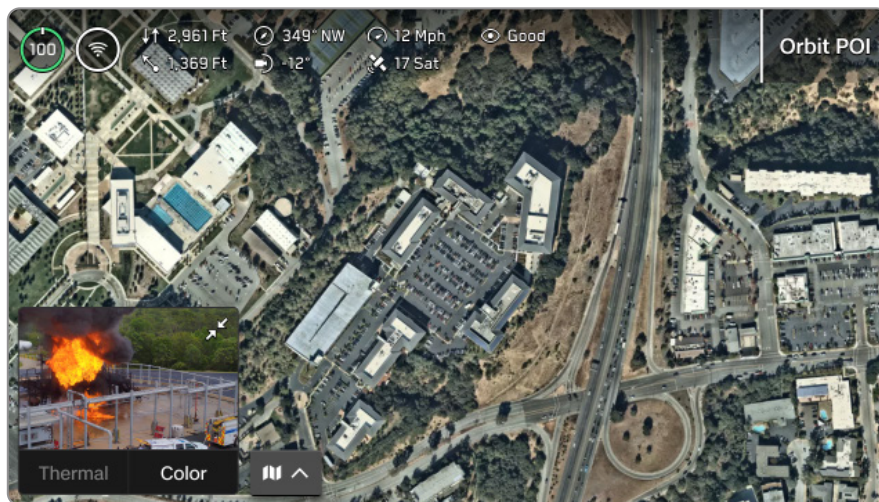 100
2,961 Ft
349° NW
12 Mph
Good
1,369 Ft
-12°
17 Sat
Orbit POI
Thermal
Color